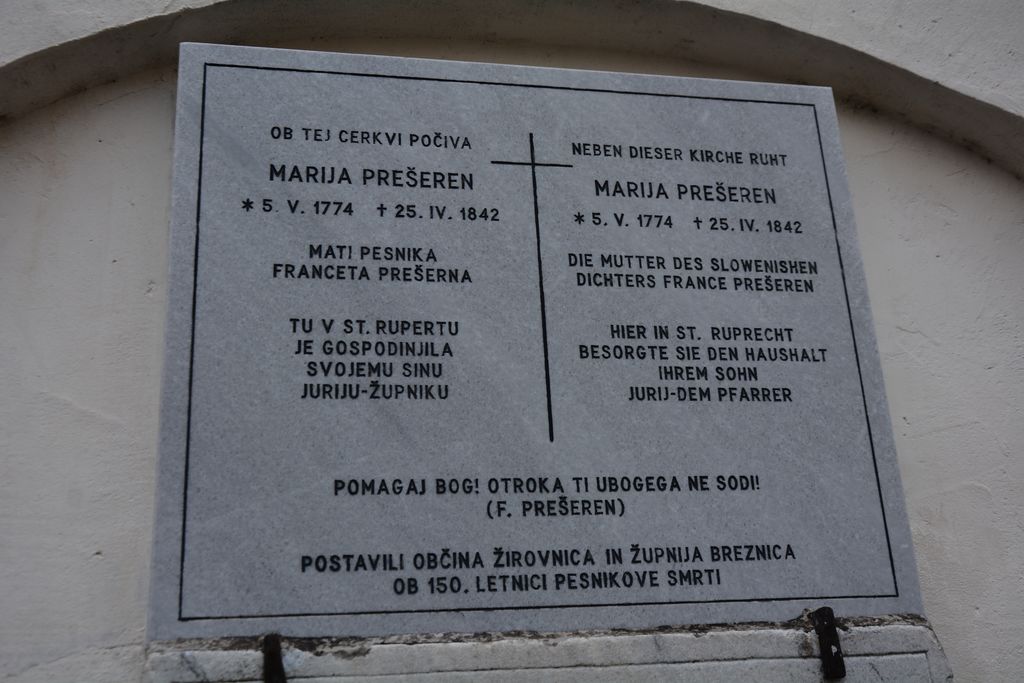 OB TEJ CERKVI POČIVA
MARIJA PREŠEREN
* 5. V. 1774 † 25. IV. 1842
MATI PESNIKA
FRANCETA PREŠERNA
TU V ST. RUPERTU
JE GOSPODINJILA
SVOJEMU SINU
JURIJU-ŽUPNIKU
NEBEN DIESER KIRCHE RUHT
MARIJA PREŠEREN
* 5. V. 1774 † 25. IV. 1842
DIE MUTTER DES SLOWENISHEN
DICHTERS FRANCE PREŠEREN
HIER IN ST. RUPRECHT
BESORGTE SIE DEN HAUSHALT
IHREM SOHN
JURIJ-DEM PFARRER
POMAGAJ BOG! OTROKA TI UBOGEGA NE SODI!
(F. PREŠEREN)
POSTAVILI OBČINA ŽIROVNICA IN ŽUPNIJA BREZNICA
OB 150. LETNICI PESNIKOVE SMRTI